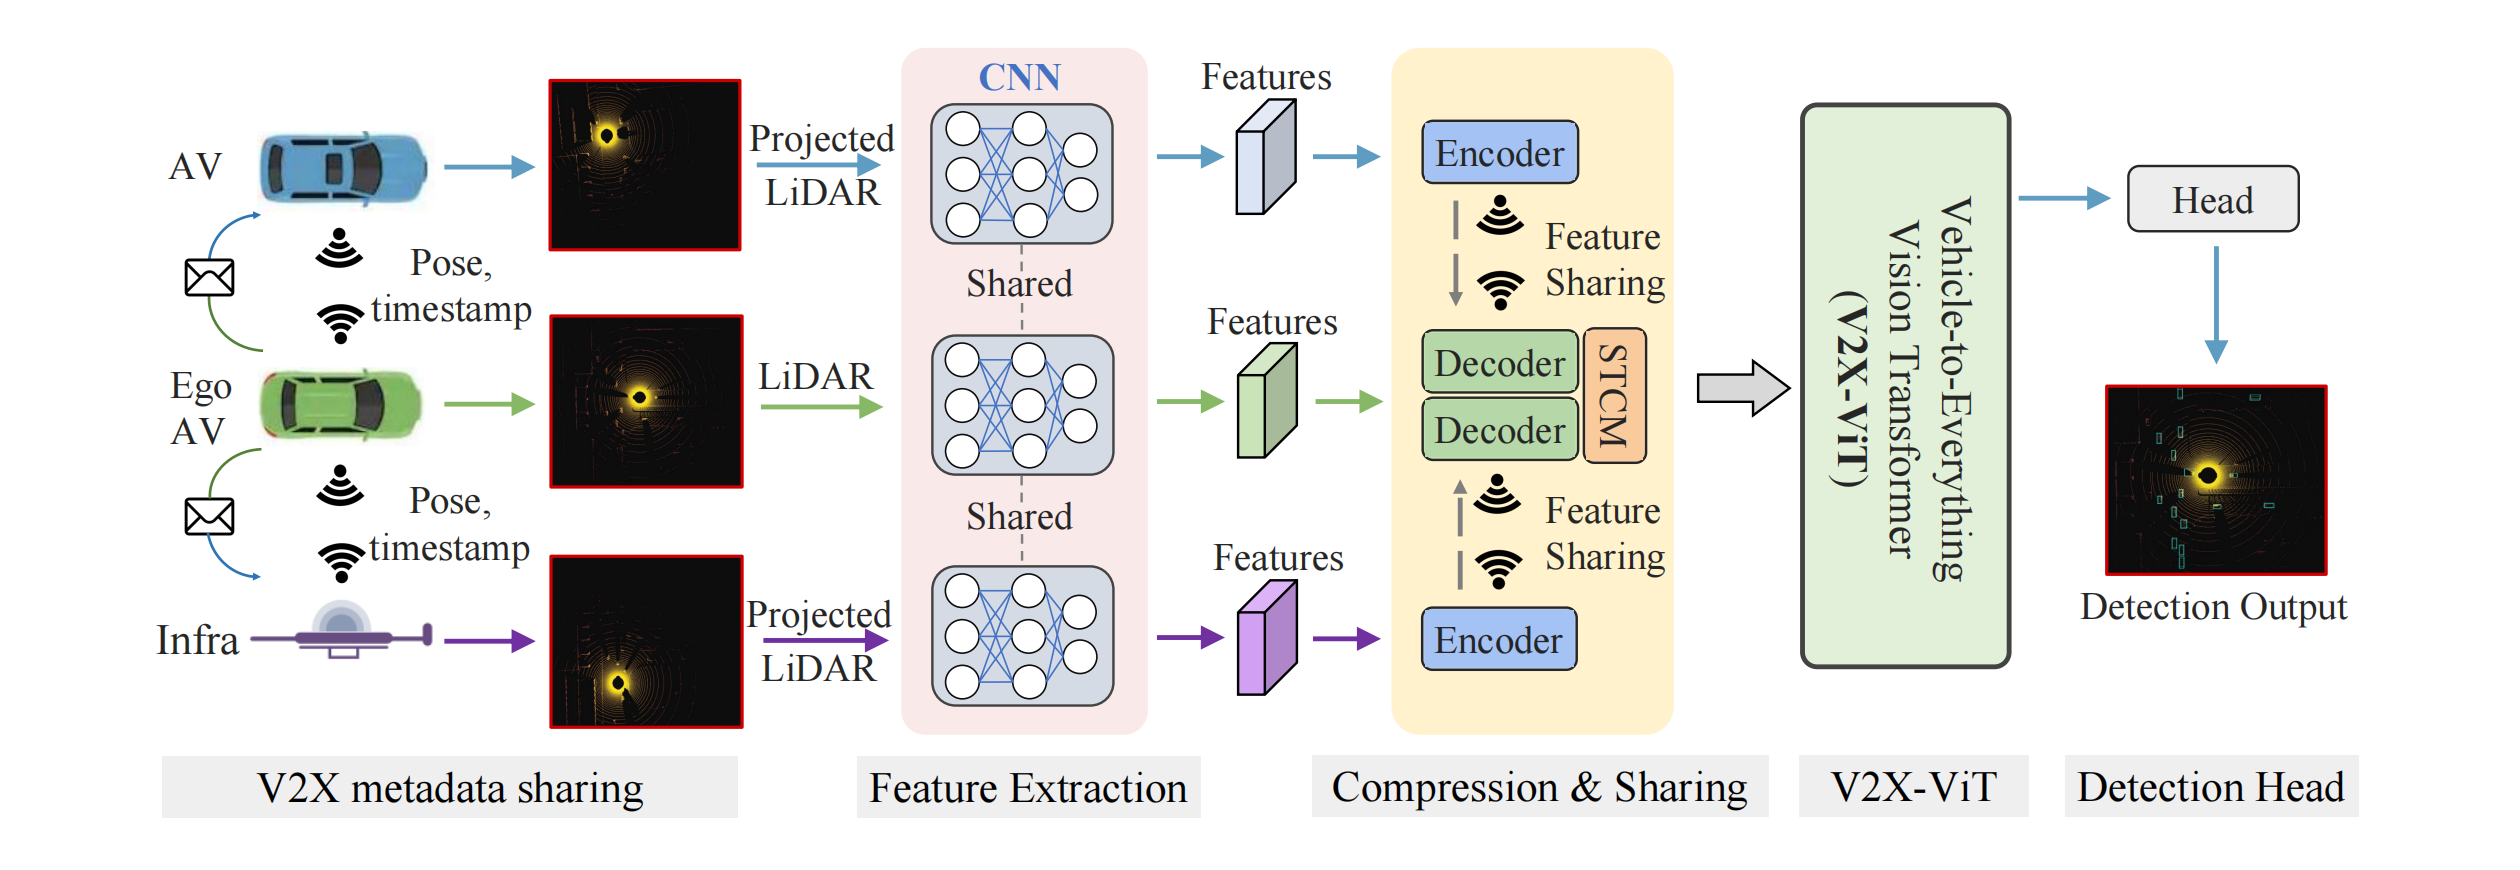 AV
Pose,
timestamp
Ego
AV
Pose,
timestamp
Infra
Projected
LiDAR
LiDAR
Projected
LiDAR
CNN
Shared
Shared
Features
Features
Features
Encoder
Feature
Sharing
Decoder
Decoder
STCM
Feature
Sharing
Encoder
Vehicle-to-Everything
Vision Transformer
(V2X-ViT)
Head
Detection Output
V2X metadata sharing
Feature Extraction
Compression & Sharing
V2X-ViT
Detection Head